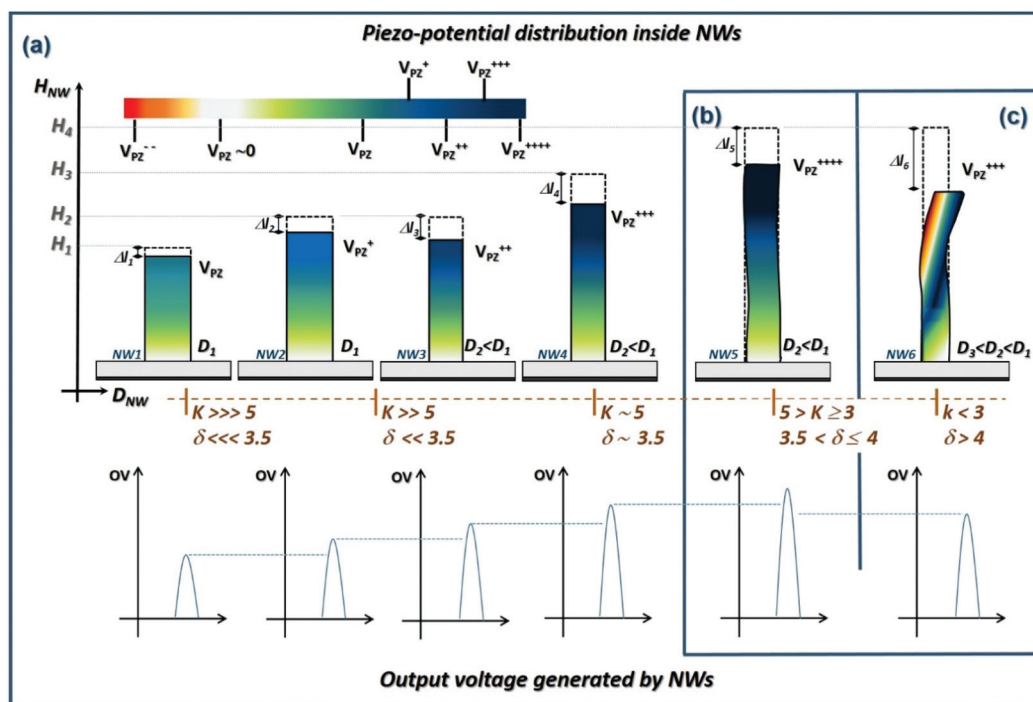 Piezo-potential distribution inside NWs
(a)
H_NW
V_PZ^+ V_PZ^+++
V_PZ^-- V_PZ ~0 V_PZ V_PZ^++ V_PZ^++++
H_4
H_3
H_2
H_1
Δl_1
V_PZ
NW1
D_1
Δl_2
V_PZ^+
NW2
D_1
Δl_3
V_PZ^++
NW3
D_2<D_1
Δl_4
V_PZ^+++
NW4
D_2<D_1
(b)
Δl_5
V_PZ^++++
NW5
D_2<D_1
(c)
Δl_6
V_PZ^+++
NW6
D_3<D_2<D_1
D_NW
K >>> 5
δ <<< 3.5
K >> 5
δ << 3.5
K ~ 5
δ ~ 3.5
5 > K ≥ 3
3.5 < δ ≤ 4
k < 3
δ > 4
OV
OV
OV
OV
OV
OV
Output voltage generated by NWs